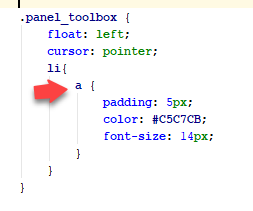 .panel_toolbox {
    float: left;
    cursor: pointer;
    li{
        a {
            padding: 5px;
            color: #C5C7CB;
            font-size: 14px;
        }
    }
}